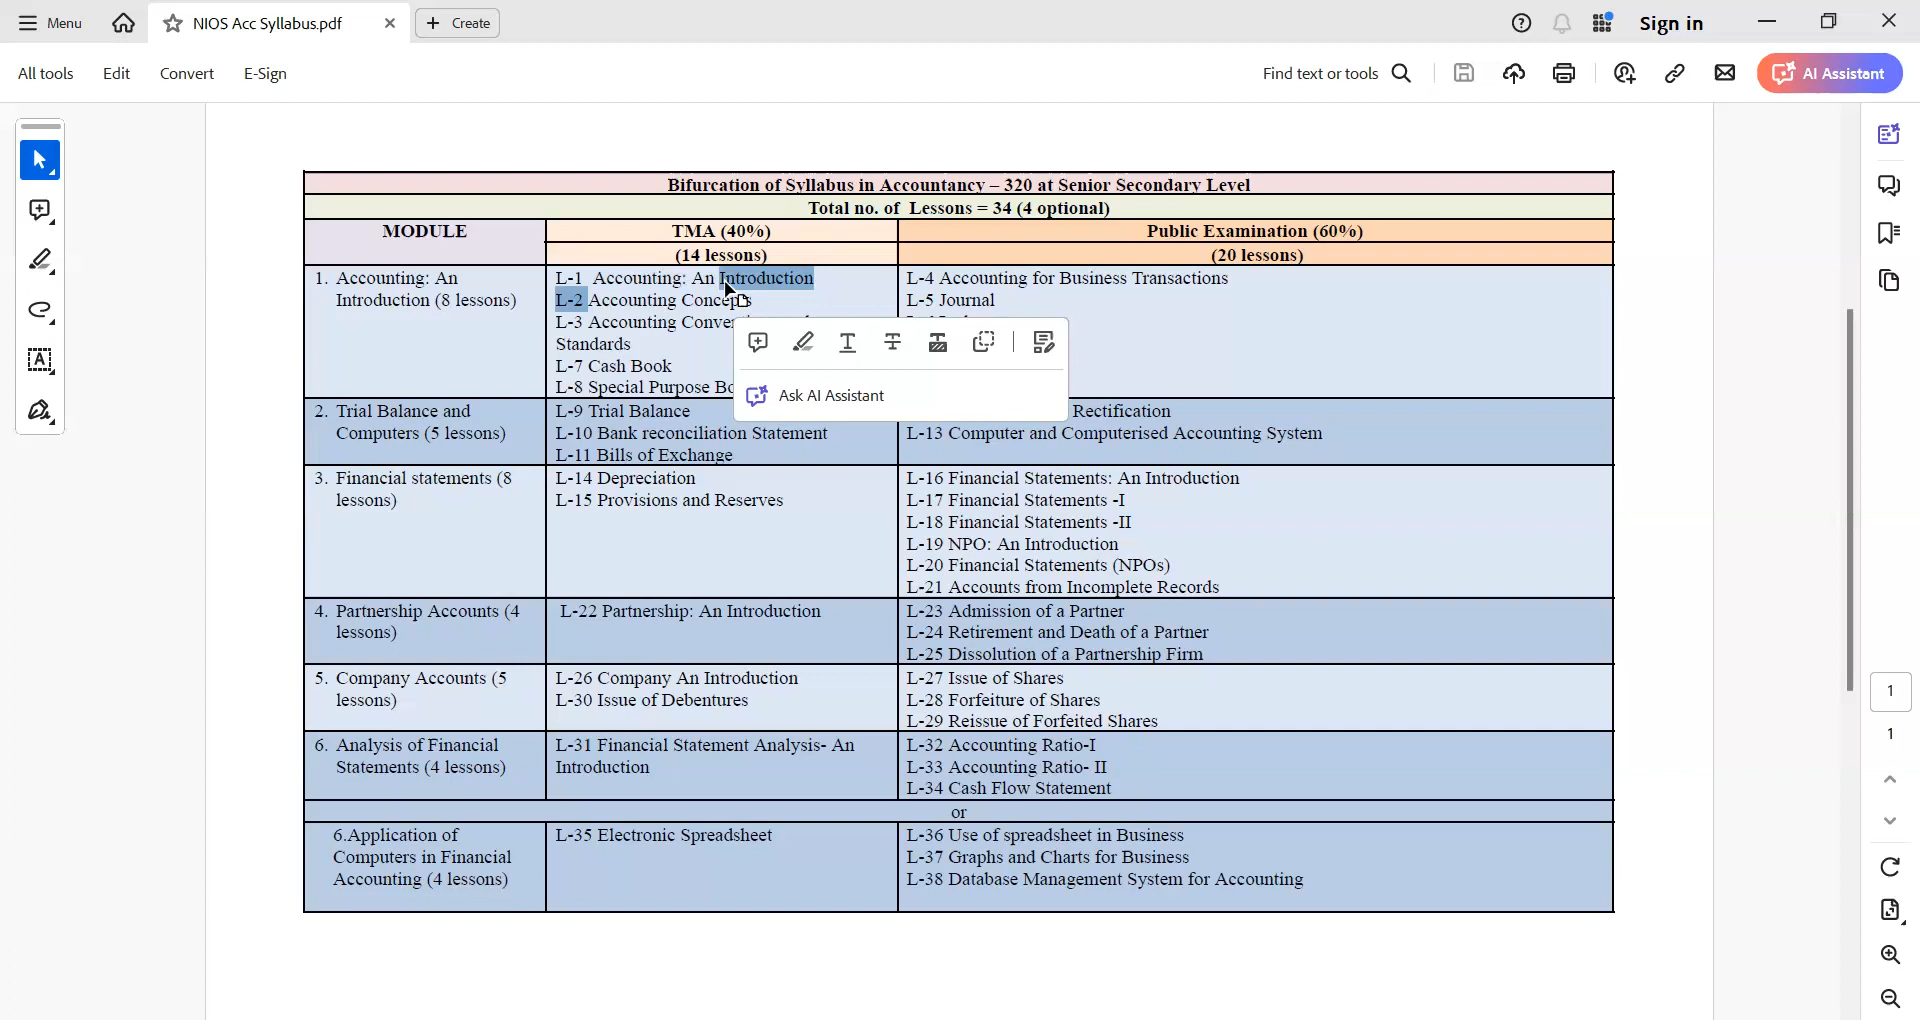 Menu
NIOS Acc Syllabus.pdf
Create
Sign in
All tools
Edit
Convert
E-Sign
Find text or tools
AI Assistant
Bifurcation of Syllabus in Accountancy – 320 at Senior Secondary Level
Total no. of Lessons = 34 (4 optional)
MODULE
TMA (40%)
Public Examination (60%)
(14 lessons)
(20 lessons)
1. Accounting: An
Introduction (8 lessons)
L-1 Accounting: An Introduction
L-2 Accounting Concepts
L-3 Accounting
Standards
L-7 Cash Book
L-8 Special Purpose
L-4 Accounting for Business Transactions
L-5 Journal
Ask AI Assistant
2. Trial Balance and
Computers (5 lessons)
L-9 Trial Balance
L-10 Bank reconciliation Statement
L-11 Bills of Exchange
Rectification
L-13 Computer and Computerised Accounting System
3. Financial statements (8
lessons)
L-14 Depreciation
L-15 Provisions and Reserves
L-16 Financial Statements: An Introduction
L-17 Financial Statements -I
L-18 Financial Statements -II
L-19 NPO: An Introduction
L-20 Financial Statements (NPOs)
L-21 Accounts from Incomplete Records
4. Partnership Accounts (4
lessons)
L-22 Partnership: An Introduction
L-23 Admission of a Partner
L-24 Retirement and Death of a Partner
L-25 Dissolution of a Partnership Firm
5. Company Accounts (5
lessons)
L-26 Company An Introduction
L-30 Issue of Debentures
L-27 Issue of Shares
L-28 Forfeiture of Shares
L-29 Reissue of Forfeited Shares
6. Analysis of Financial
Statements (4 lessons)
L-31 Financial Statement Analysis- An
Introduction
L-32 Accounting Ratio-I
L-33 Accounting Ratio- II
L-34 Cash Flow Statement
or
6.Application of
Computers in Financial
Accounting (4 lessons)
L-35 Electronic Spreadsheet
L-36 Use of spreadsheet in Business
L-37 Graphs and Charts for Business
L-38 Database Management System for Accounting
1
1